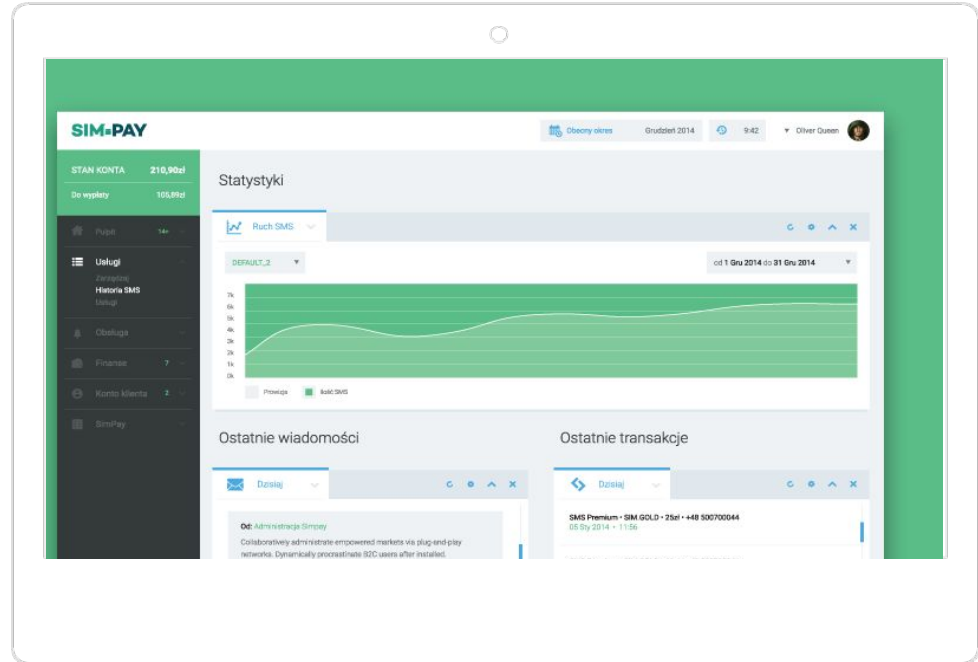 SIM-PAY
Obecny okres Grudzień 2014 9:42 Oliver Queen
STAN KONTA 210,90zł
Do wypłaty 105,89zł
Statystyki
Pulpit 14+
Ruch SMS
Usługi
Zarządzaj
Historia SMS
Usługi
Obsługa
Finanse 7
Konto klienta 2
SimPay
DEFAULT_2 od 1 Gru 2014 do 31 Gru 2014
7k
6k
5k
4k
3k
2k
1k
0k
Prowizja Ilość SMS
Ostatnie wiadomości
Dzisiaj
Od: Administracja Simpay
Collaboratively administrate empowered markets via plug-and-play
networks. Dynamically procrastinate B2C users after installed.
Ostatnie transakcje
Dzisiaj
SMS Premium • SIM.GOLD • 25zł • +48 500700044
05 Sty 2014 • 11:56